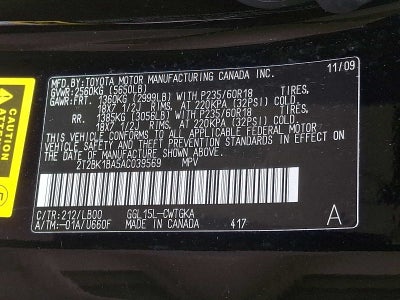 MFD.BY:TOYOTA MOTOR MANUFACTURING CANADA INC.
11/09
GVWR:2560KG (5650LB)
GAWR:FRT. 1360KG (2999LB) WITH P235/60R18 TIRES,
18X7 1/2J RIMS, AT 220KPA (32PSI) COLD,
RR. 1385KG (3056LB) WITH P235/60R18 TIRES,
18X7 1/2J RIMS, AT 220KPA (32PSI) COLD.
THIS VEHICLE CONFORMS TO ALL APPLICABLE FEDERAL MOTOR
VEHICLE SAFETY AND THEFT PREVENTION STANDARDS IN
EFFECT ON THE DATE OF MANUFACTURE SHOWN ABOVE.
2T2BK1BA5AC039569 MPV
C/TR:212/LB00 GGL15L-CWTGKA
A/TM:-01A/U660F MADE IN CANADA 417 A
CAUTION